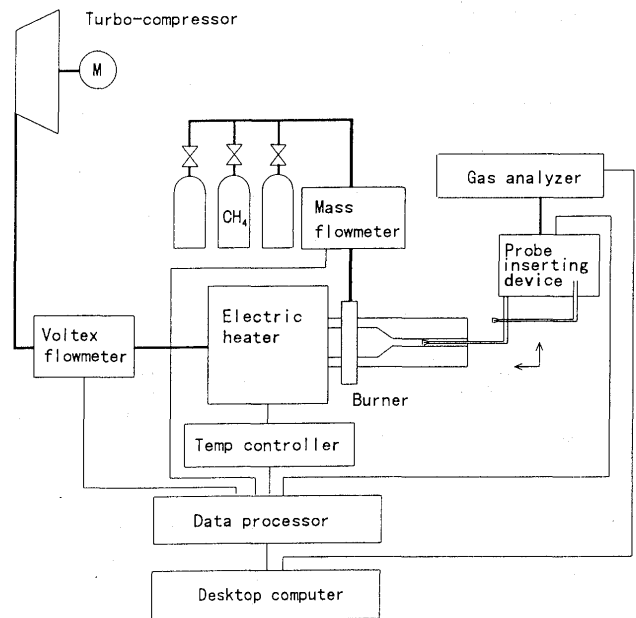 Turbo-compressor
M
Gas analyzer
CH₄
Mass
flowmeter
Probe
inserting
device
Electric
heater
Voltex
flowmeter
Burner
Temp controller
Data processor
Desktop computer